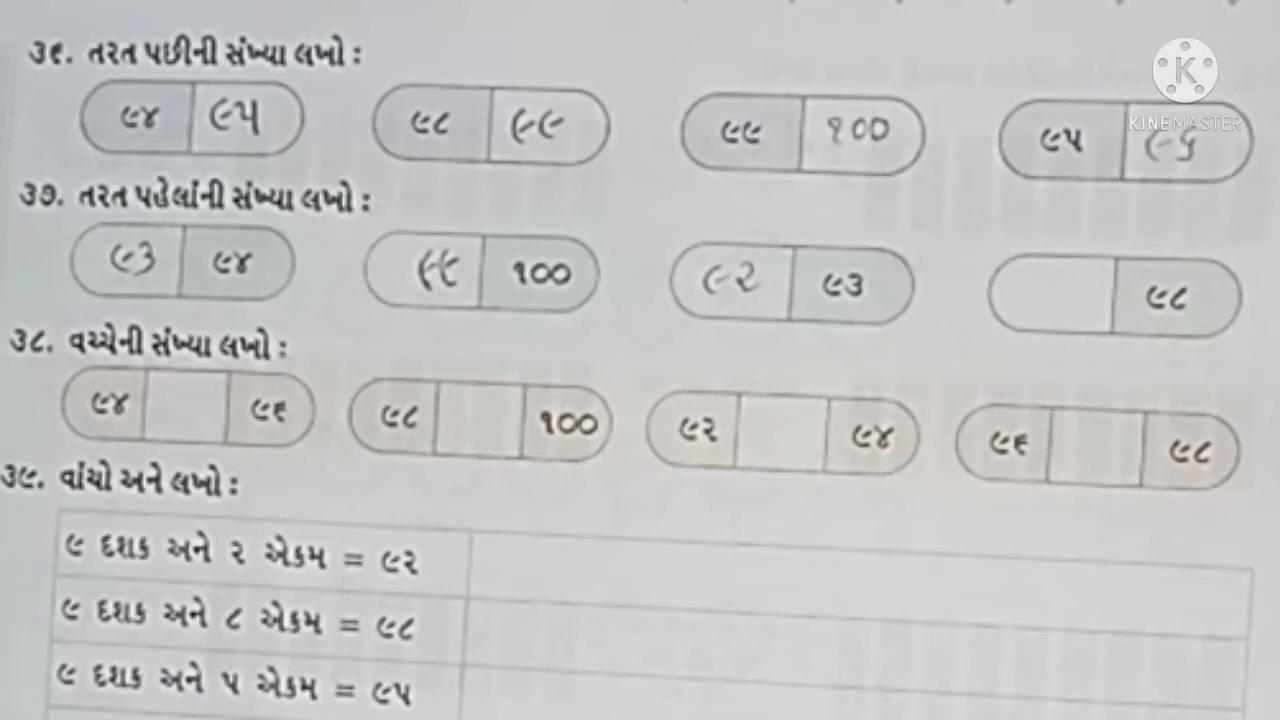 ૩૬. તરત પછીની સંખ્યા લખો :
૯૪ ૯૫ ૯૮ ૯૯ ૯૯ ૧૦૦ ૯૫ ૯૬
૩૭. તરત પહેલાંની સંખ્યા લખો :
૯૩ ૯૪ ૯૯ ૧૦૦ ૯૨ ૯૩ ૯૮
૩૮. વચ્ચેની સંખ્યા લખો :
૯૪ ૯૬ ૯૮ ૧૦૦ ૯૨ ૯૪ ૯૬ ૯૮
૩૯. વાંચો અને લખો :
૯ દશક અને ૨ એકમ = ૯૨
૯ દશક અને ૮ એકમ = ૯૮
૯ દશક અને ૫ એકમ = ૯૫
K
KINEMASTER